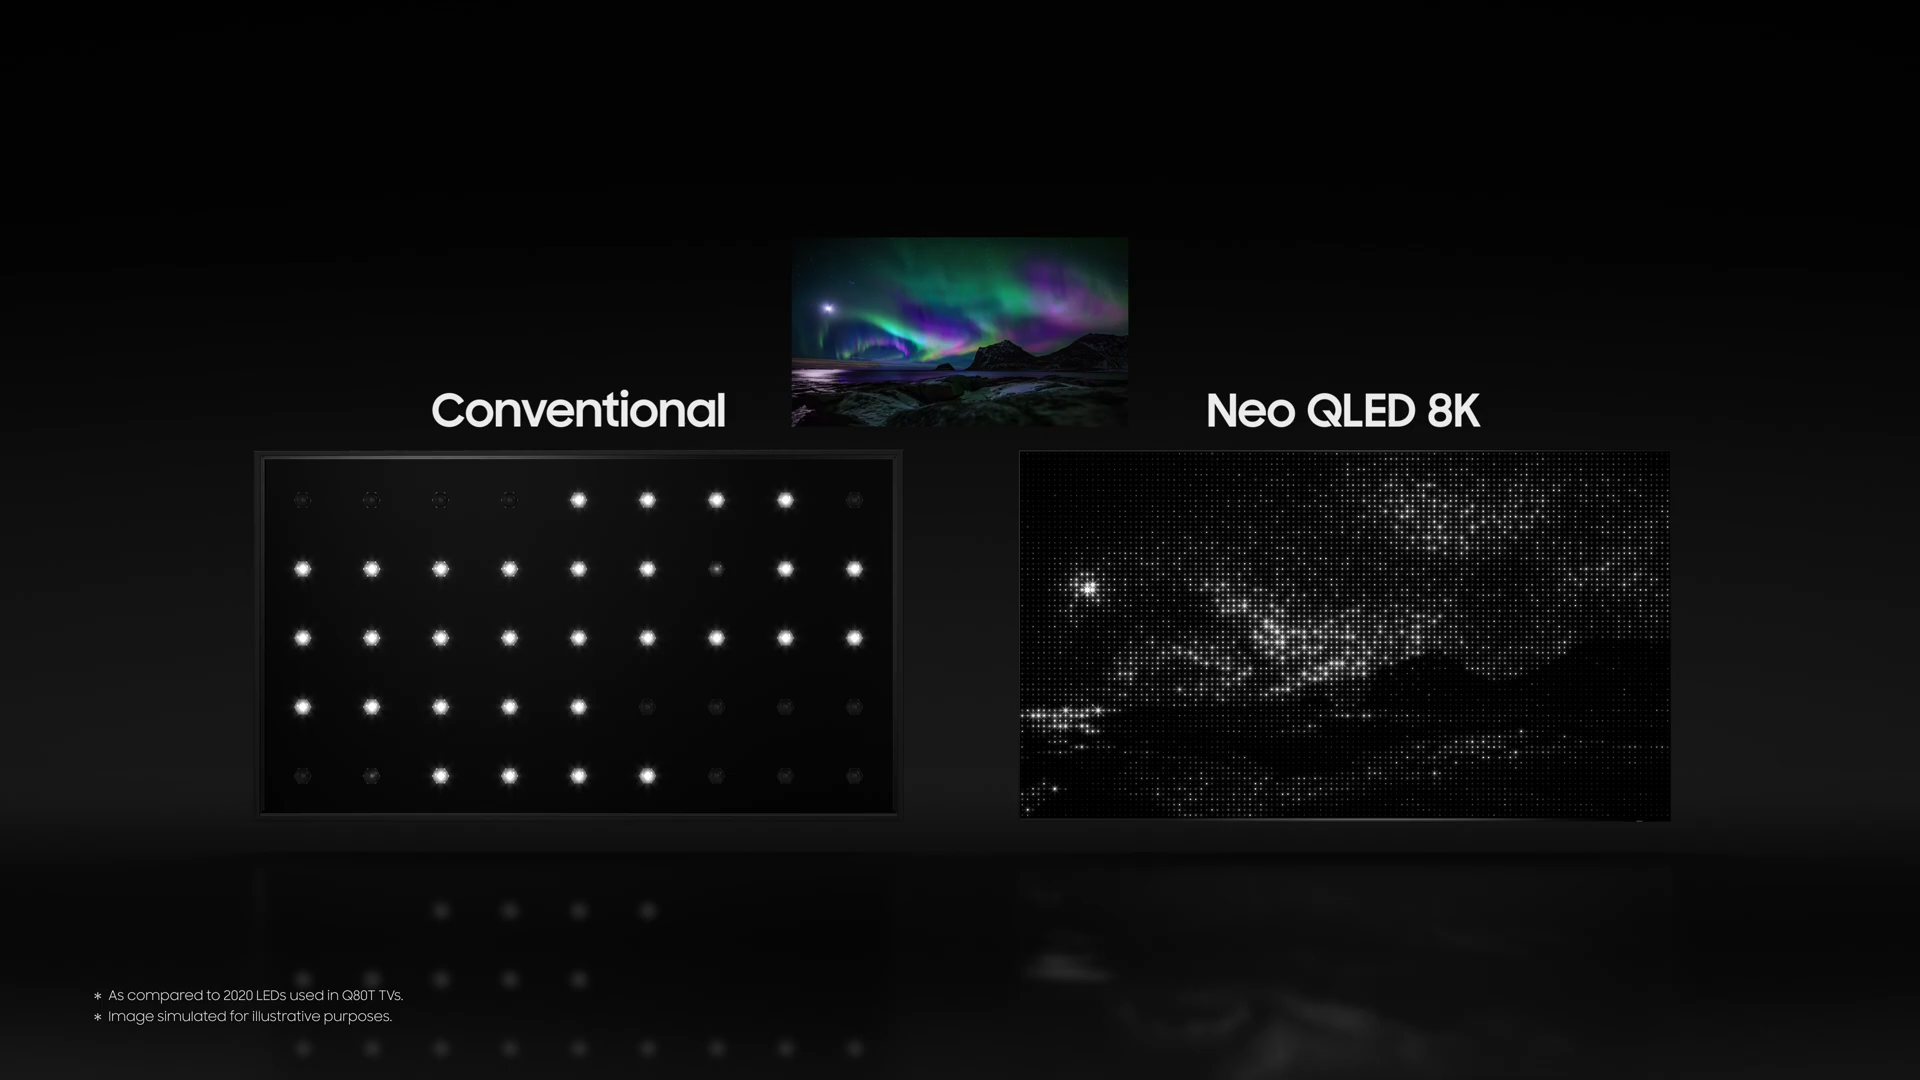 Conventional
Neo QLED 8K
* As compared to 2020 LEDs used in Q80T TVs.
* Image simulated for illustrative purposes.